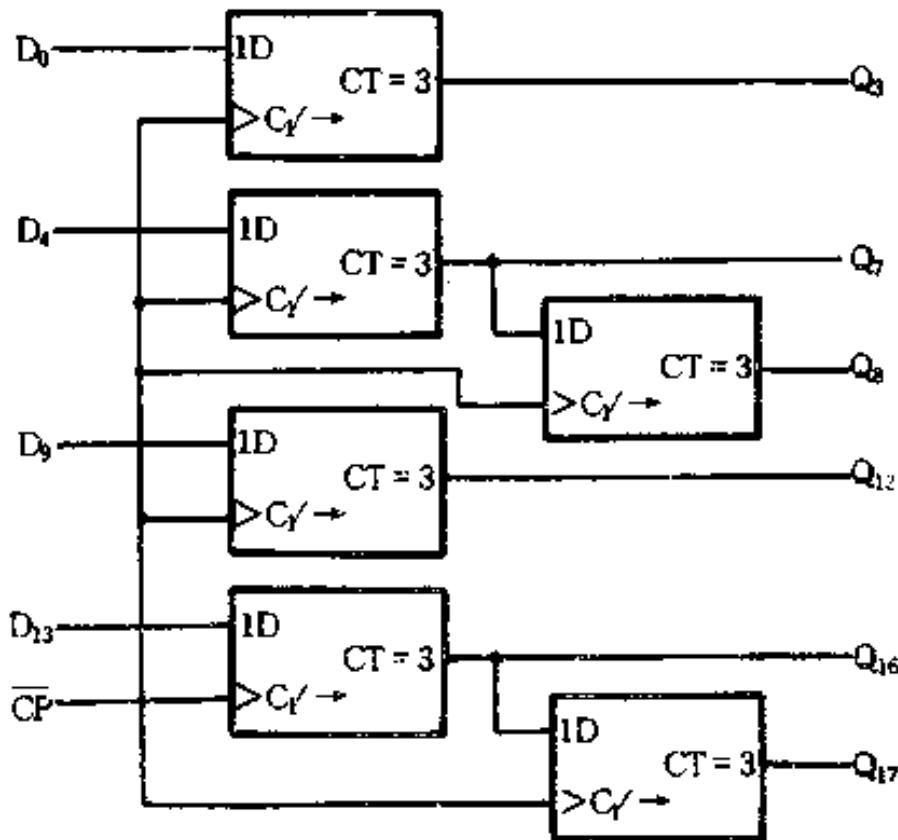 D₀ 1D CT = 3 Q₃
C₁/→
D₄ 1D CT = 3 Q₇
C₁/→
1D CT = 3 Q₈
C₁/→
D₉ 1D CT = 3 Q₁₂
C₁/→
D₁₃ 1D CT = 3 Q₁₆
CP̅ C₁/→
1D CT = 3 Q₁₇
C₁/→